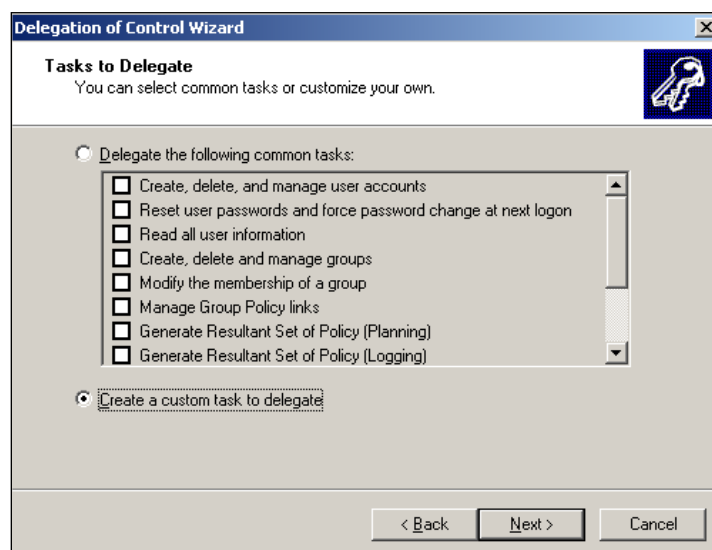 Delegation of Control Wizard
Tasks to Delegate
You can select common tasks or customize your own.
Delegate the following common tasks:
Create, delete, and manage user accounts
Reset user passwords and force password change at next logon
Read all user information
Create, delete and manage groups
Modify the membership of a group
Manage Group Policy links
Generate Resultant Set of Policy (Planning)
Generate Resultant Set of Policy (Logging)
Create a custom task to delegate
< Back Next > Cancel